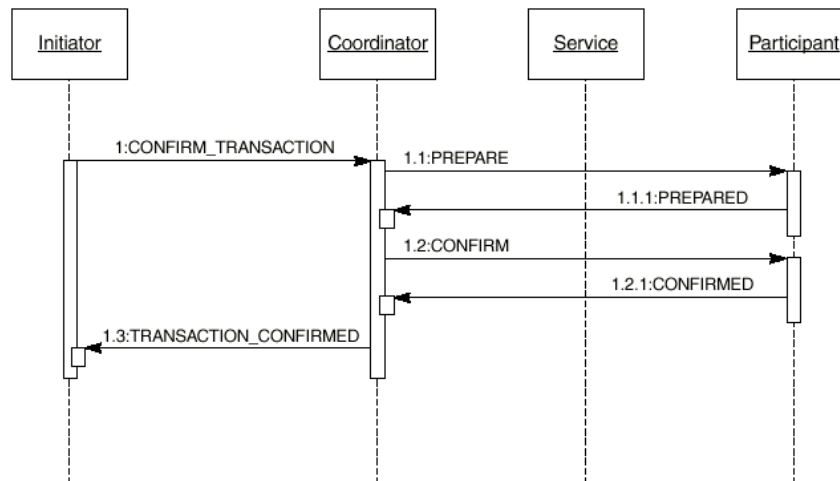 Initiator
Coordinator
Service
Participant
1:CONFIRM_TRANSACTION
1.1:PREPARE
1.1.1:PREPARED
1.2:CONFIRM
1.2.1:CONFIRMED
1.3:TRANSACTION_CONFIRMED